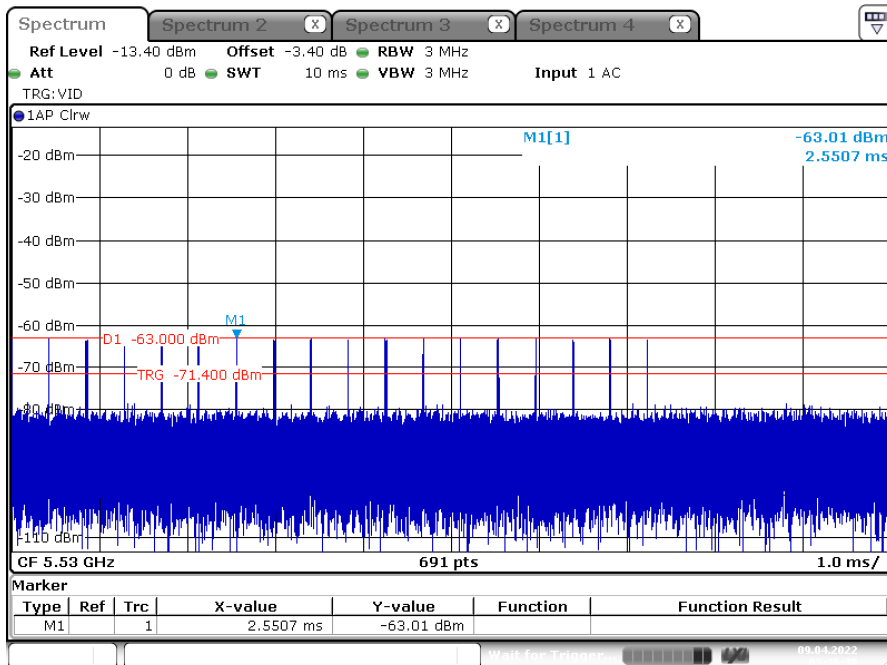 Spectrum Spectrum 2 X Spectrum 3 X Spectrum 4 X
Ref Level -13.40 dBm Offset -3.40 dB RBW 3 MHz
Att 0 dB SWT 10 ms VBW 3 MHz Input 1 AC
TRG:VID
1AP Clrw
M1[1] -63.01 dBm
2.5507 ms
-20 dBm
-30 dBm
-40 dBm
-50 dBm
-60 dBm
M1
D1 -63.000 dBm
-70 dBm
TRG -71.400 dBm
-80 dBm
-110 dBm
CF 5.53 GHz 691 pts 1.0 ms/
Marker
Type Ref Trc X-value Y-value Function Function Result
M1 1 2.5507 ms -63.01 dBm
Wait for Trigger... 09.04.2022